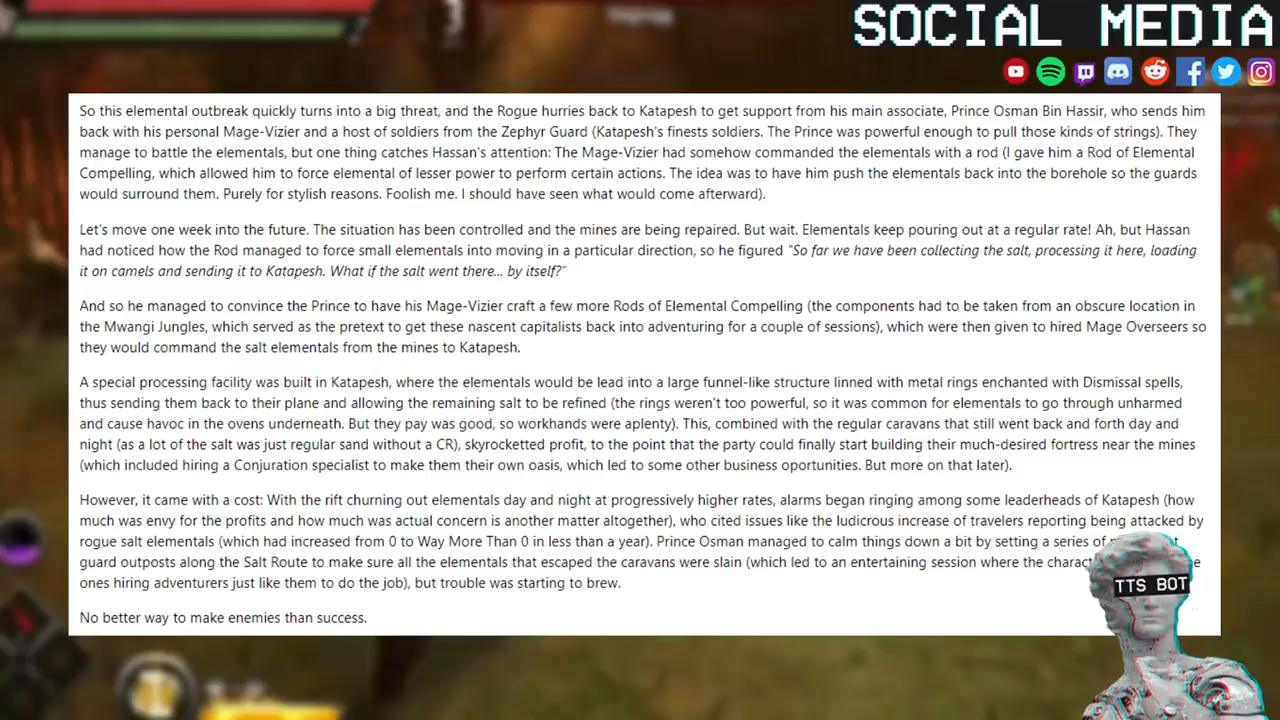 SOCIAL MEDIA
So this elemental outbreak quickly turns into a big threat, and the Rogue hurries back to Katapesh to get support from his main associate, Prince Osman Bin Hassir, who sends him
back with his personal Mage-Vizier and a host of soldiers from the Zephyr Guard (Katapesh's finests soldiers. The Prince was powerful enough to pull those kinds of strings). They
manage to battle the elementals, but one thing catches Hassan's attention: The Mage-Vizier had somehow commanded the elementals with a rod (I gave him a Rod of Elemental
Compelling, which allowed him to force elemental of lesser power to perform certain actions. The idea was to have him push the elementals back into the borehole so the guards
would surround them. Purely for stylish reasons. Foolish me. I should have seen what would come afterward).
Let's move one week into the future. The situation has been controlled and the mines are being repaired. But wait. Elementals keep pouring out at a regular rate! Ah, but Hassan
had noticed how the Rod managed to force small elementals into moving in a particular direction, so he figured "So far we have been collecting the salt, processing it here, loading
it on camels and sending it to Katapesh. What if the salt went there... by itself?"
And so he managed to convince the Prince to have his Mage-Vizier craft a few more Rods of Elemental Compelling (the components had to be taken from an obscure location in
the Mwangi Jungles, which served as the pretext to get these nascent capitalists back into adventuring for a couple of sessions), which were then given to hired Mage Overseers so
they would command the salt elementals from the mines to Katapesh.
A special processing facility was built in Katapesh, where the elementals would be lead into a large funnel-like structure linned with metal rings enchanted with Dismissal spells,
thus sending them back to their plane and allowing the remaining salt to be refined (the rings weren't too powerful, so it was common for elementals to go through unharmed
and cause havoc in the ovens underneath. But they pay was good, so workhands were aplenty). This, combined with the regular caravans that still went back and forth day and
night (as a lot of the salt was just regular sand without a CR), skyrocketted profit, to the point that the party could finally start building their much-desired fortress near the mines
(which included hiring a Conjuration specialist to make them their own oasis, which led to some other business oportunities. But more on that later).
However, it came with a cost: With the rift churning out elementals day and night at progressively higher rates, alarms began ringing among some leaderheads of Katapesh (how
much was envy for the profits and how much was actual concern is another matter altogether), who cited issues like the ludicrous increase of travelers reporting being attacked by
rogue salt elementals (which had increased from 0 to Way More Than 0 in less than a year). Prince Osman managed to calm things down a bit by setting a series of
guard outposts along the Salt Route to make sure all the elementals that escaped the caravans were slain (which led to an entertaining session where the
ones hiring adventurers just like them to do the job), but trouble was starting to brew.
No better way to make enemies than success.
TTS BOT